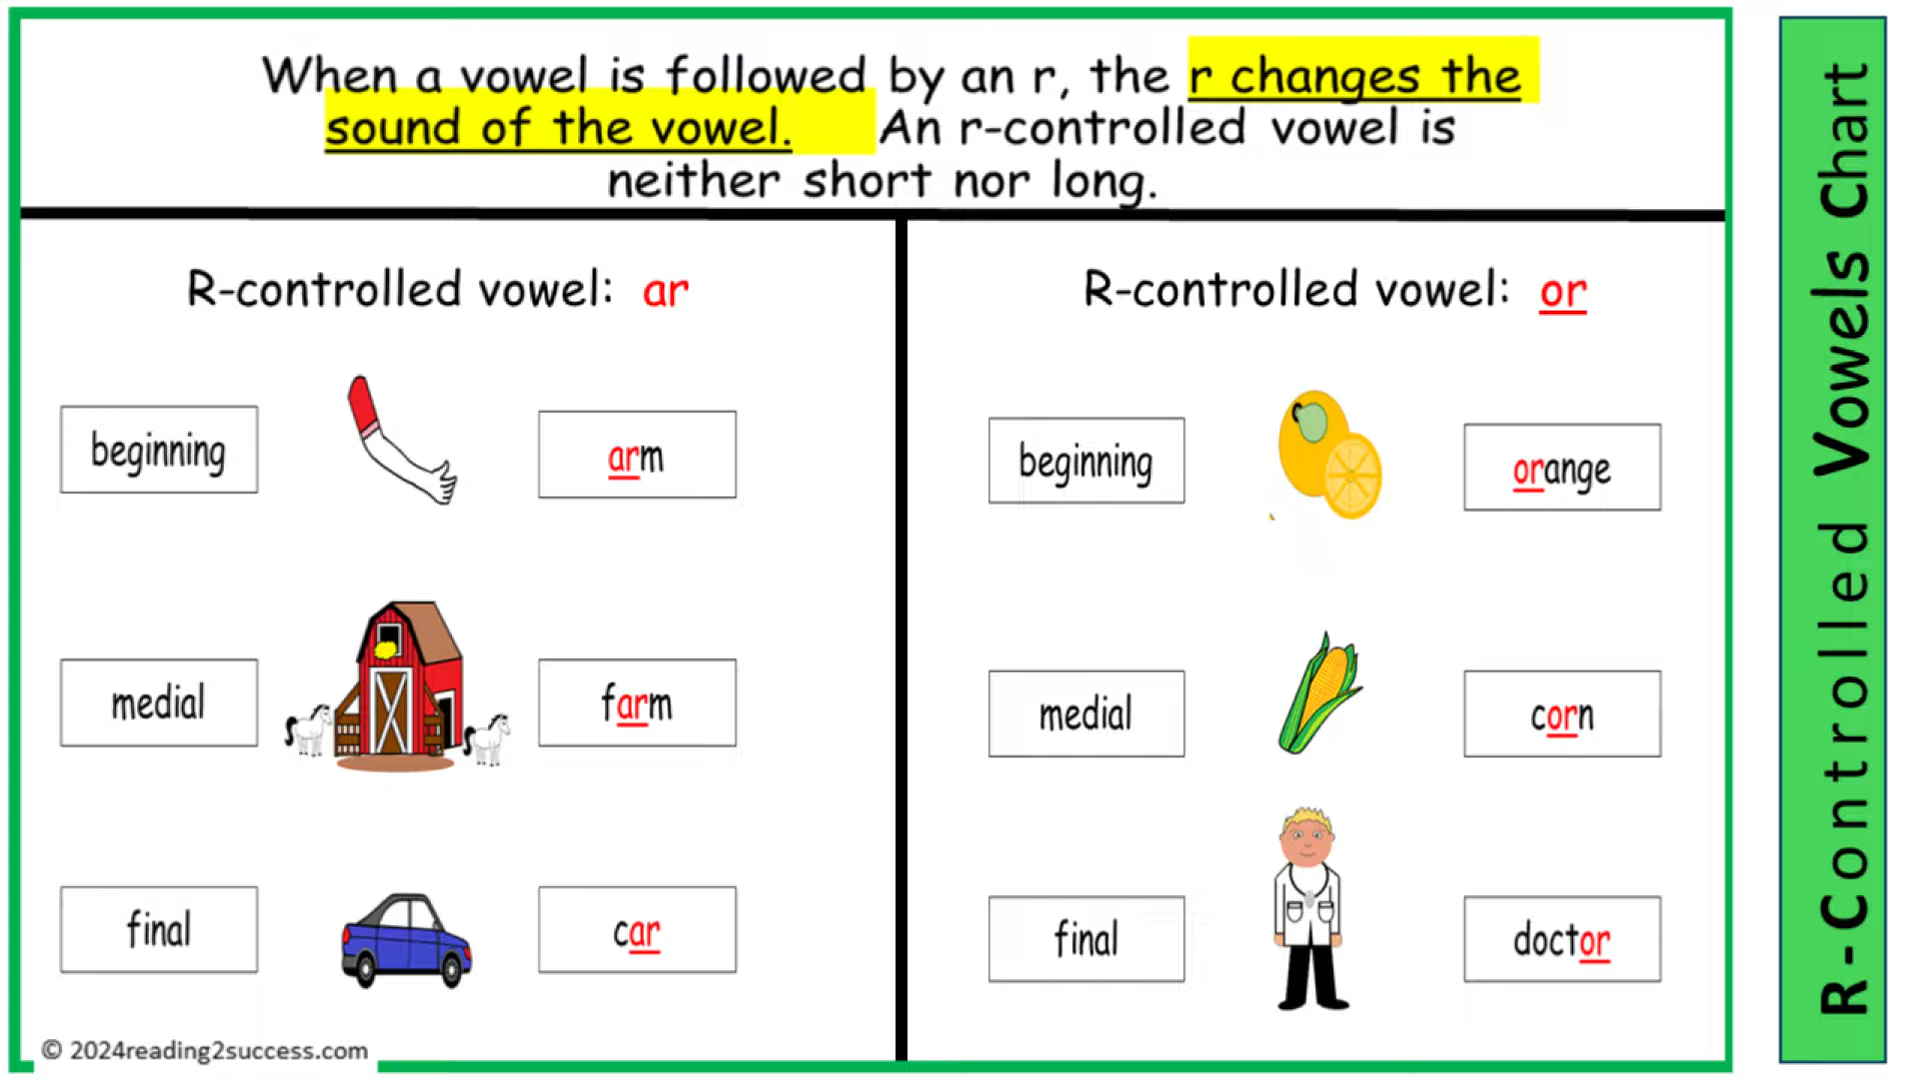 When a vowel is followed by an r, the r changes the
sound of the vowel. An r-controlled vowel is
neither short nor long.
R-controlled vowel: ar
beginning
arm
medial
farm
final
car
© 2024reading2success.com
R-controlled vowel: or
beginning
orange
medial
corn
final
doctor
R-Controlled Vowels Chart